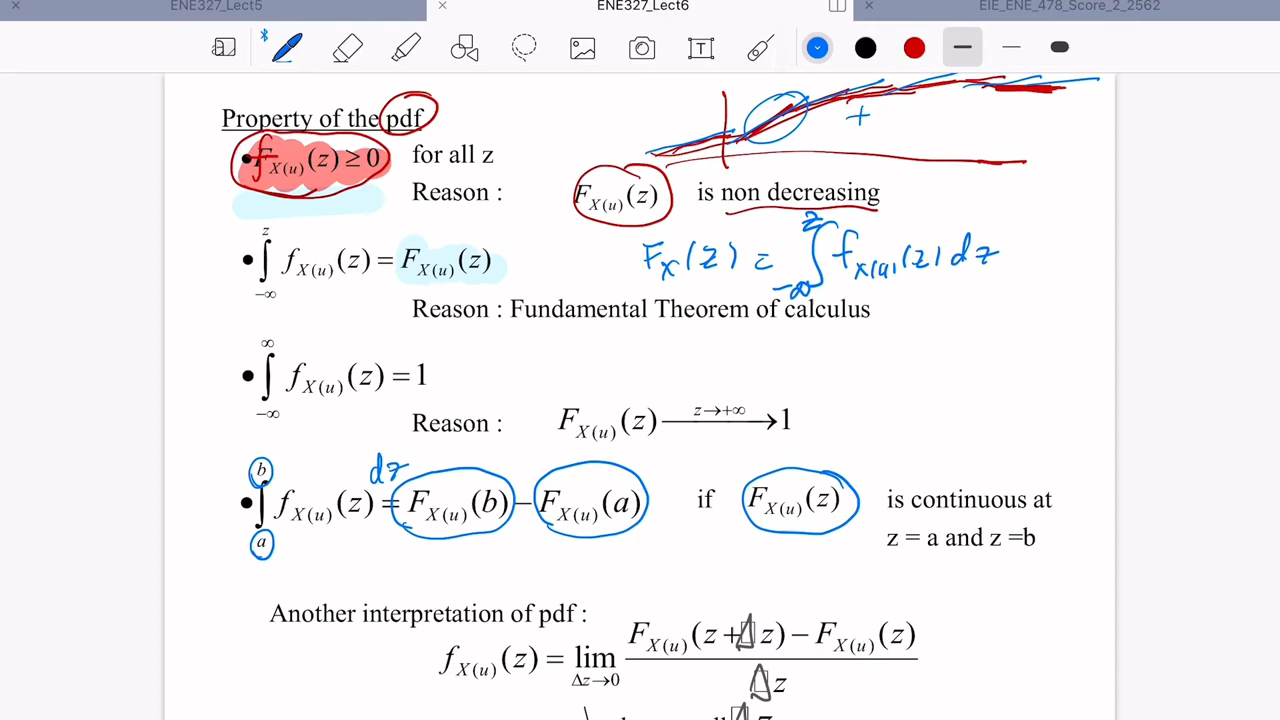 ENE327_Lect5 ENE327_Lect6 EIE_ENE_478_Score_2_2562
T
Property of the pdf
+
•f_X(u)(z) ≥ 0 for all z
Reason : F_X(u)(z) is non decreasing
•∫_{-∞}^{z} f_X(u)(z) = F_X(u)(z) F_X(z) = ∫_{-∞}^{z} f_X(u)(z) dz
Reason : Fundamental Theorem of calculus
•∫_{-∞}^{∞} f_X(u)(z) = 1
Reason : F_X(u)(z) ⟶^{z→+∞} 1
•∫_{a}^{b} f_X(u)(z) dz = F_X(u)(b) − F_X(u)(a) if F_X(u)(z) is continuous at
z = a and z =b
Another interpretation of pdf :
f_X(u)(z) = lim_{Δz→0} (F_X(u)(z+Δz) − F_X(u)(z)) / Δz